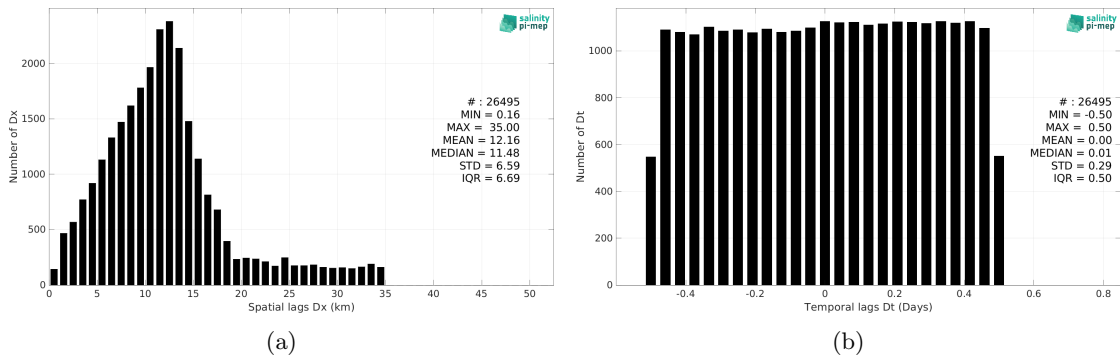 2000
1500
1000
500
0
Number of Dx
0 5 10 15 20 25 30 35 40 45 50
Spatial lags Dx (km)
salinity
pi-mep
# : 26495
MIN = 0.16
MAX = 35.00
MEAN = 12.16
MEDIAN = 11.48
STD = 6.59
IQR = 6.69
(a)
1000
800
600
400
200
0
Number of Dt
-0.4 -0.2 0 0.2 0.4 0.6 0.8
Temporal lags Dt (Days)
salinity
pi-mep
# : 26495
MIN = -0.50
MAX = 0.50
MEAN = 0.00
MEDIAN = 0.01
STD = 0.29
IQR = 0.50
(b)